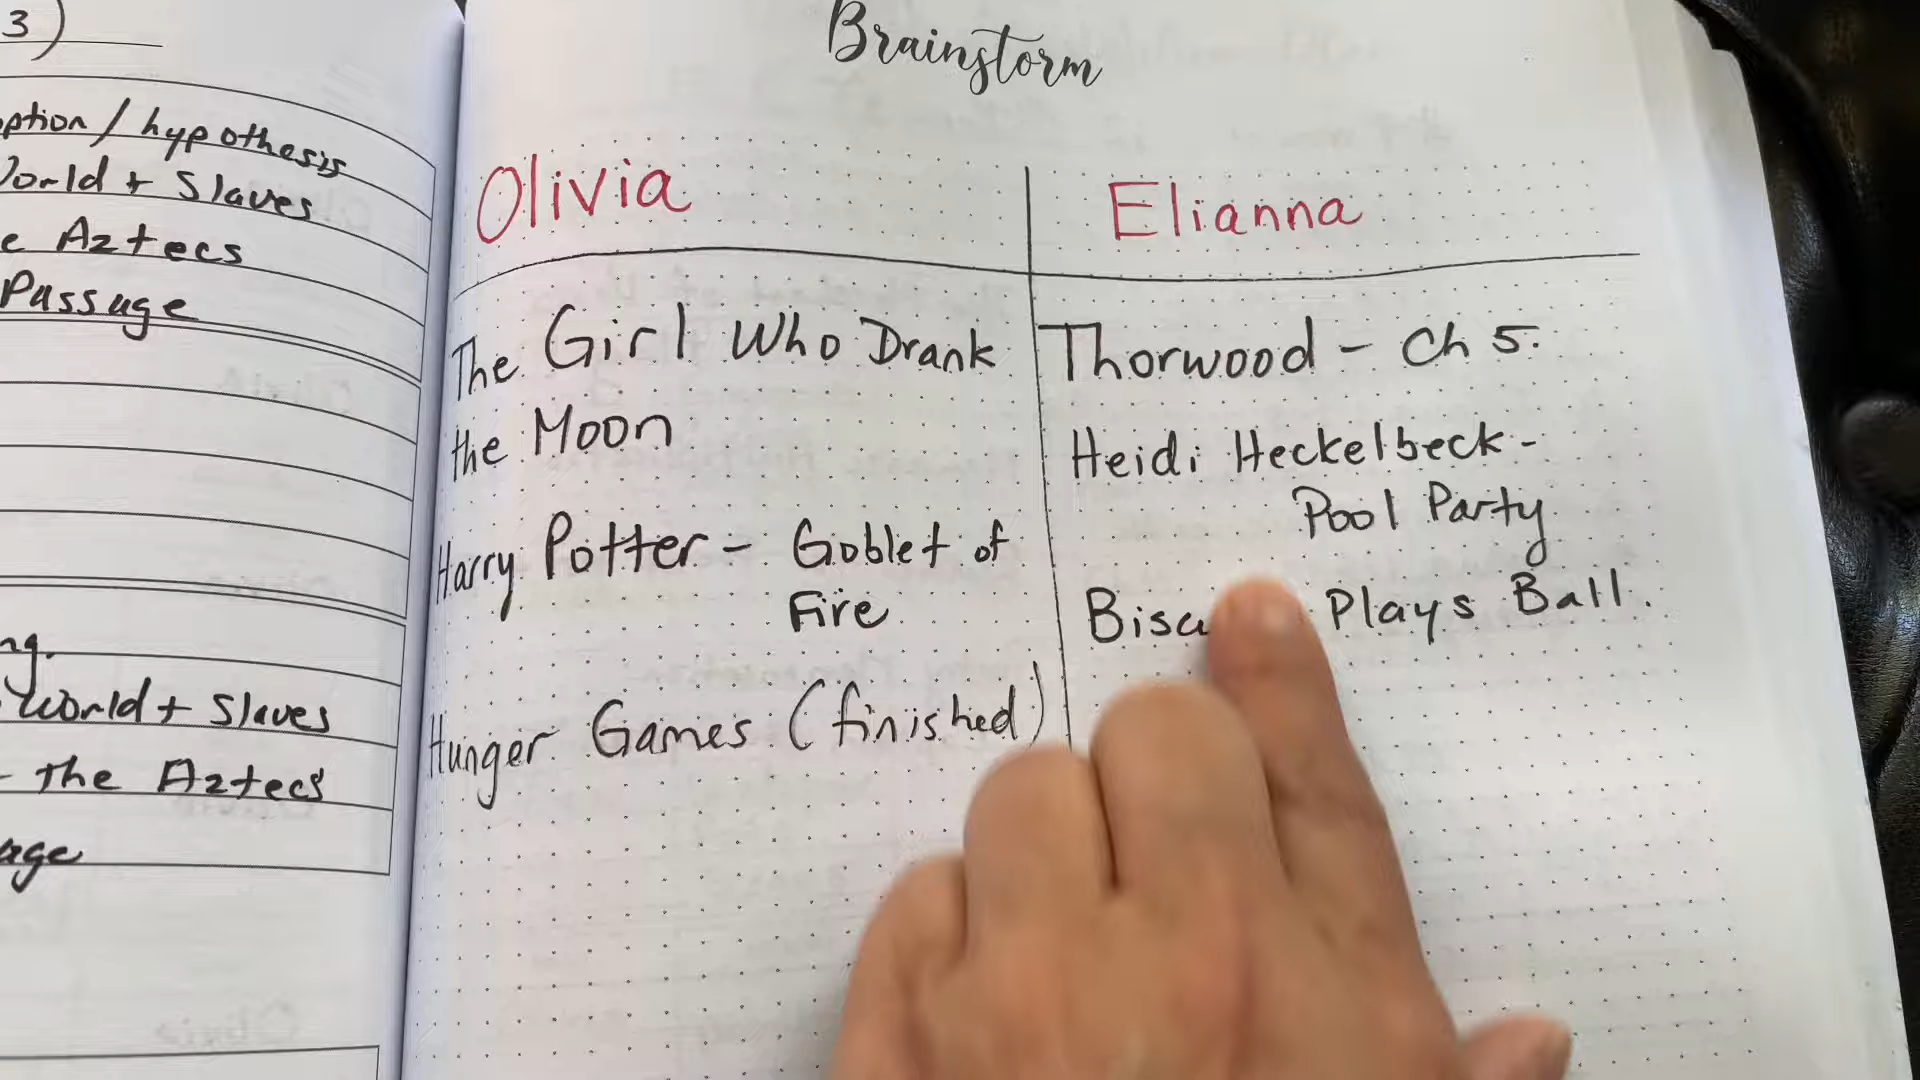 3)
ption / hypothesis
World + Slaves
e Aztecs
Passage
ng.
World + Slaves
- the Aztecs
age
Brainstorm
Olivia
The Girl Who Drank
the Moon
Harry Potter - Goblet of
Fire
Hunger Games (finished)
Elianna
Thorwood - Ch 5.
Heidi Heckelbeck -
Pool Party
Plays Ball.